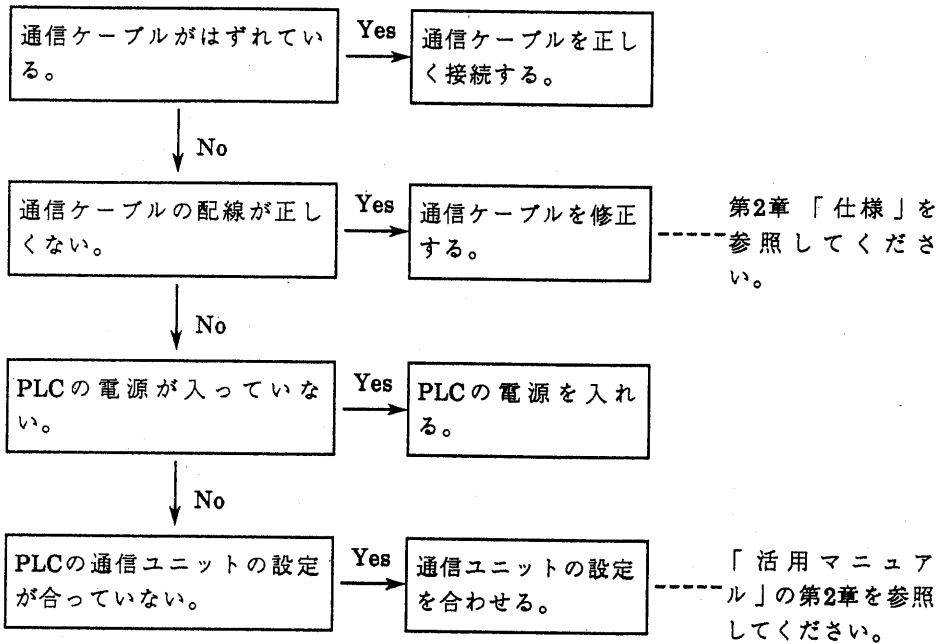 通信ケーブルがはずれてい
る。
Yes
通信ケーブルを正し
く接続する。
No
通信ケーブルの配線が正し
くない。
Yes
通信ケーブルを修正
する。
第2章「仕様」を
参照してくださ
い。
No
PLCの電源が入っていな
い。
Yes
PLCの電源を入れ
る。
No
PLCの通信ユニットの設定
が合っていない。
Yes
通信ユニットの設定
を合わせる。
「活用マニュア
ル」の第2章を参照
してください。